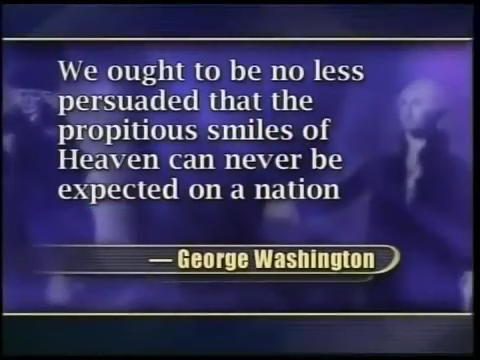 We ought to be no less
persuaded that the
propitious smiles of
Heaven can never be
expected on a nation
— George Washington